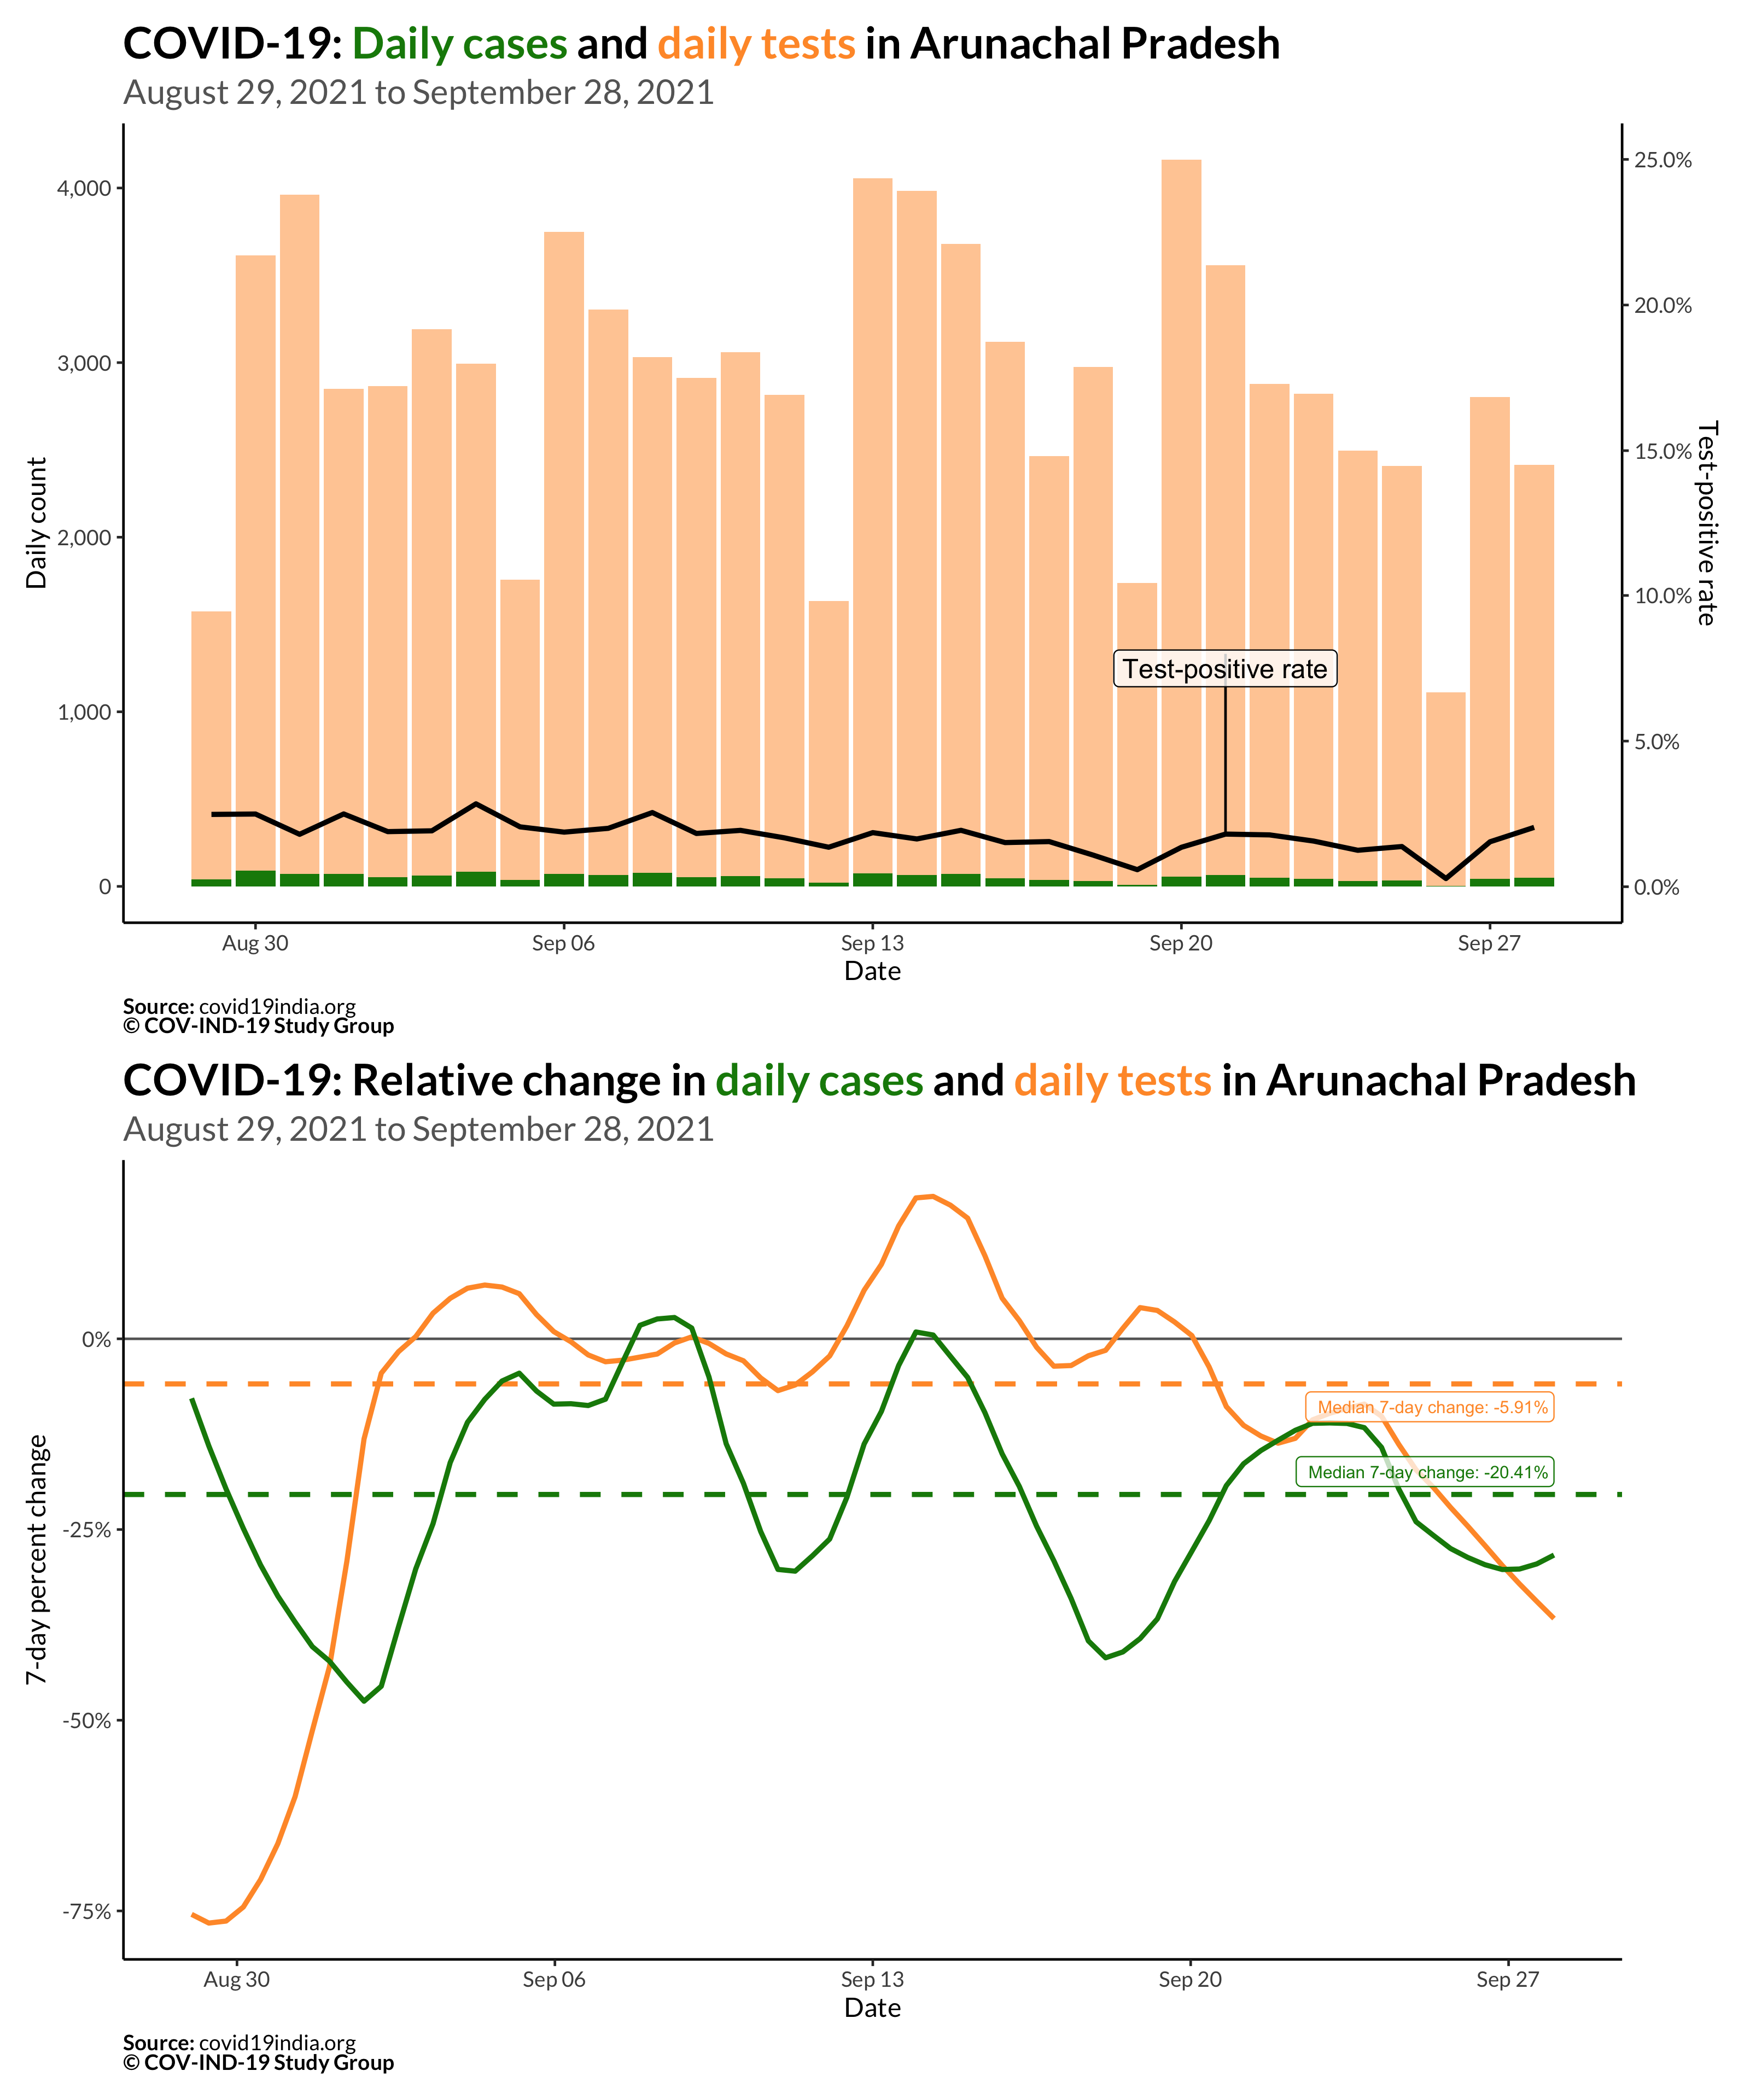 COVID-19: Daily cases and daily tests in Arunachal Pradesh
August 29, 2021 to September 28, 2021
Daily count
4,000
3,000
2,000
1,000
0
25.0%
20.0%
15.0%
10.0%
5.0%
0.0%
Test-positive rate
Test-positive rate
Aug 30
Sep 06
Sep 13
Sep 20
Sep 27
Date
Source: covid19india.org
© COV-IND-19 Study Group
COVID-19: Relative change in daily cases and daily tests in Arunachal Pradesh
August 29, 2021 to September 28, 2021
7-day percent change
0%
-25%
-50%
-75%
Median 7-day change: -5.91%
Median 7-day change: -20.41%
Aug 30
Sep 06
Sep 13
Sep 20
Sep 27
Date
Source: covid19india.org
© COV-IND-19 Study Group